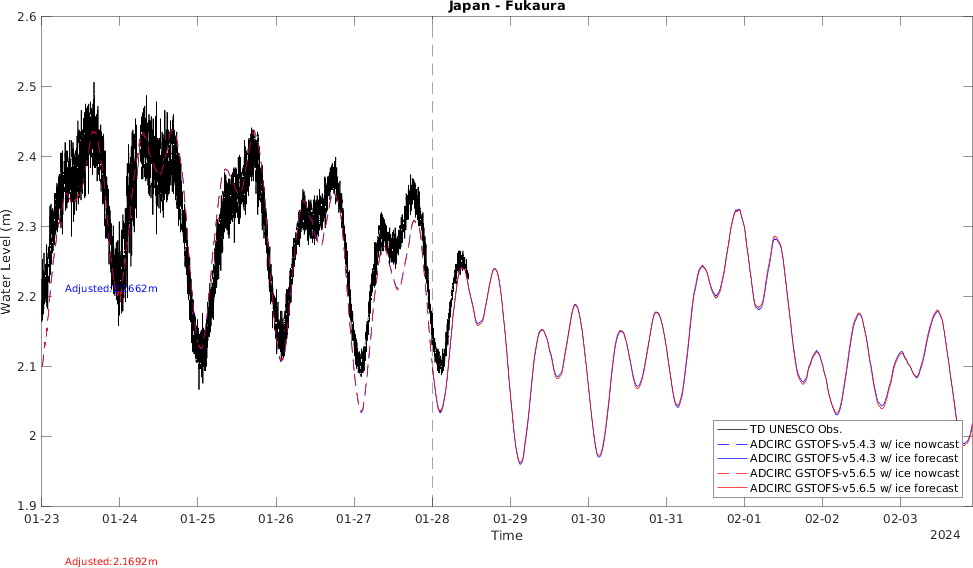 Japan - Fukaura
2.6
2.5
2.4
2.3
2.2
2.1
2
1.9
Water Level (m)
Adjusted: 662m
TD UNESCO Obs.
ADCIRC GSTOFS-v5.4.3 w/ ice nowcast
ADCIRC GSTOFS-v5.4.3 w/ ice forecast
ADCIRC GSTOFS-v5.6.5 w/ ice nowcast
ADCIRC GSTOFS-v5.6.5 w/ ice forecast
01-23 01-24 01-25 01-26 01-27 01-28 01-29 01-30 01-31 02-01 02-02 02-03
Time
2024
Adjusted:2.1692m